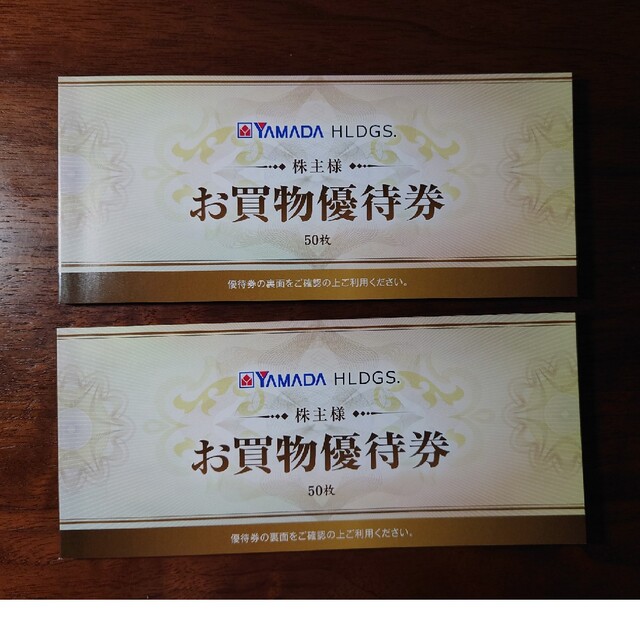 YAMADA HLDGS.
株主様
お買物優待券
50枚
優待券の裏面をご確認の上ご利用ください。
YAMADA HLDGS.
株主様
お買物優待券
50枚
優待券の裏面をご確認の上ご利用ください。